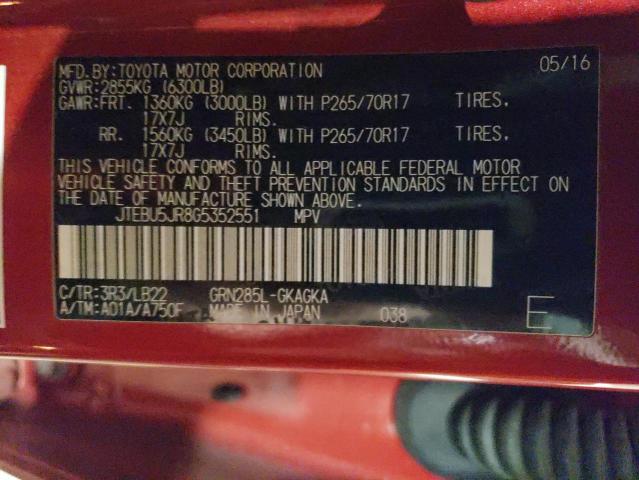 MFD. BY: TOYOTA MOTOR CORPORATION 05/16
GVWR: 2855KG (6300LB)
GAWR: FRT. 1360KG (3000LB) WITH P265/70R17 TIRES,
17X7J RIMS.
RR. 1560KG (3450LB) WITH P265/70R17 TIRES,
17X7J RIMS.
THIS VEHICLE CONFORMS TO ALL APPLICABLE FEDERAL MOTOR
VEHICLE SAFETY AND THEFT PREVENTION STANDARDS IN EFFECT ON
THE DATE OF MANUFACTURE SHOWN ABOVE.
JTEBU5JR8G5352551 MPV
C/TR: 3R3/LB22 GRN285L-GKAGKA
A/TM: A01A/A750F MADE IN JAPAN 038 E